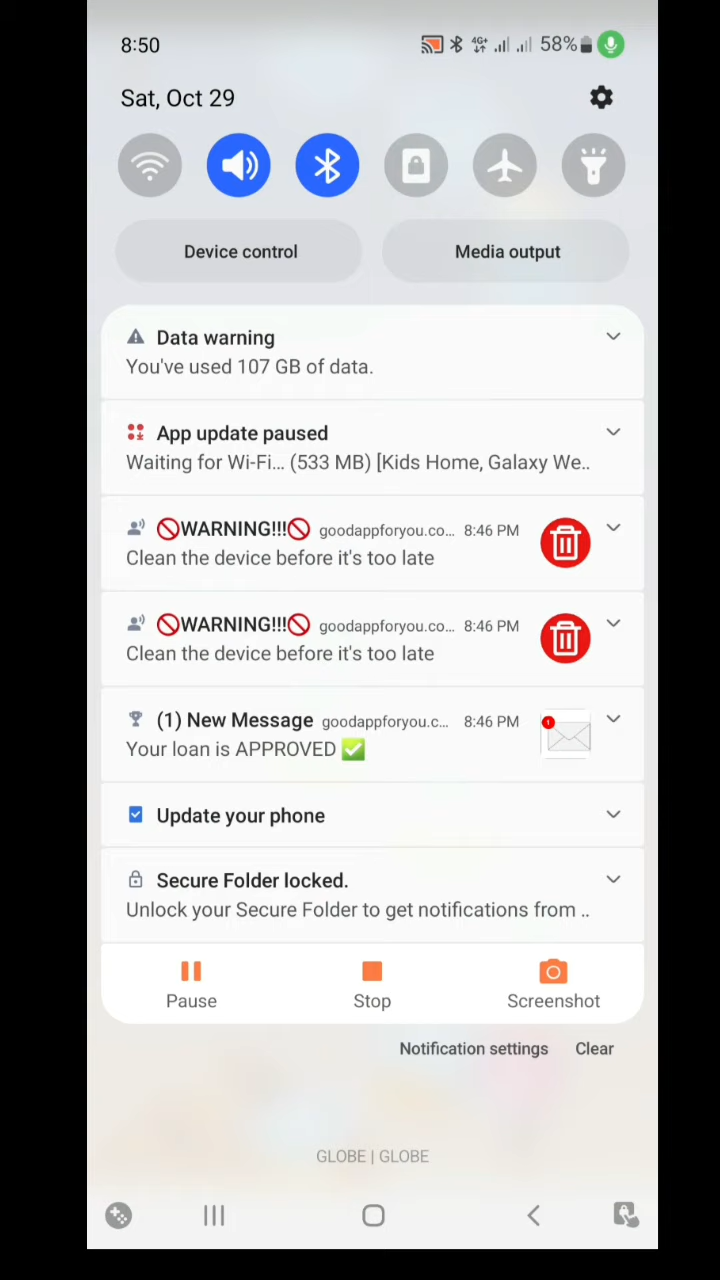 8:50
4G+ 58%
Sat, Oct 29
Device control
Media output
Data warning
You've used 107 GB of data.
App update paused
Waiting for Wi-Fi... (533 MB) [Kids Home, Galaxy We..
🚫WARNING!!!🚫 goodappforyou.co... 8:46 PM
Clean the device before it's too late
🚫WARNING!!!🚫 goodappforyou.co... 8:46 PM
Clean the device before it's too late
(1) New Message goodappforyou.c... 8:46 PM
1
Your loan is APPROVED ✅
Update your phone
Secure Folder locked.
Unlock your Secure Folder to get notifications from ..
Pause
Stop
Screenshot
Notification settings
Clear
GLOBE | GLOBE